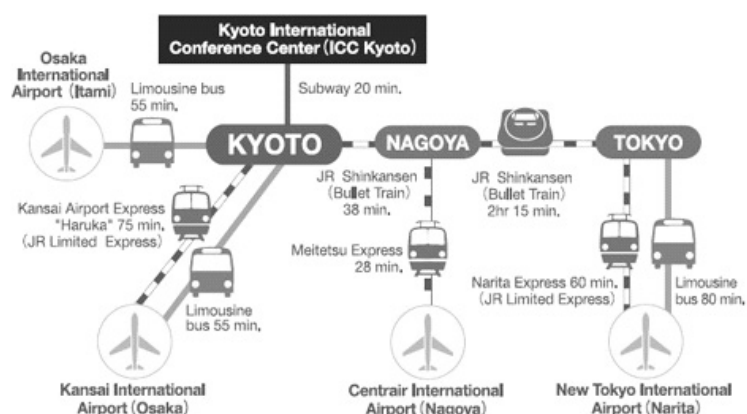 Kyoto International
Conference Center (ICC Kyoto)
Osaka
International
Airport (Itami)
Limousine bus
55 min.
Subway 20 min.
KYOTO
NAGOYA
TOKYO
JR Shinkansen
(Bullet Train)
38 min.
JR Shinkansen
(Bullet Train)
2hr 15 min.
Kansai Airport Express
"Haruka" 75 min.
(JR Limited Express)
Meitetsu Express
28 min.
Narita Express 60 min.
(JR Limited Express)
Limousine
bus 80 min.
Limousine
bus 55 min.
Kansai International
Airport (Osaka)
Centrair International
Airport (Nagoya)
New Tokyo International
Airport (Narita)